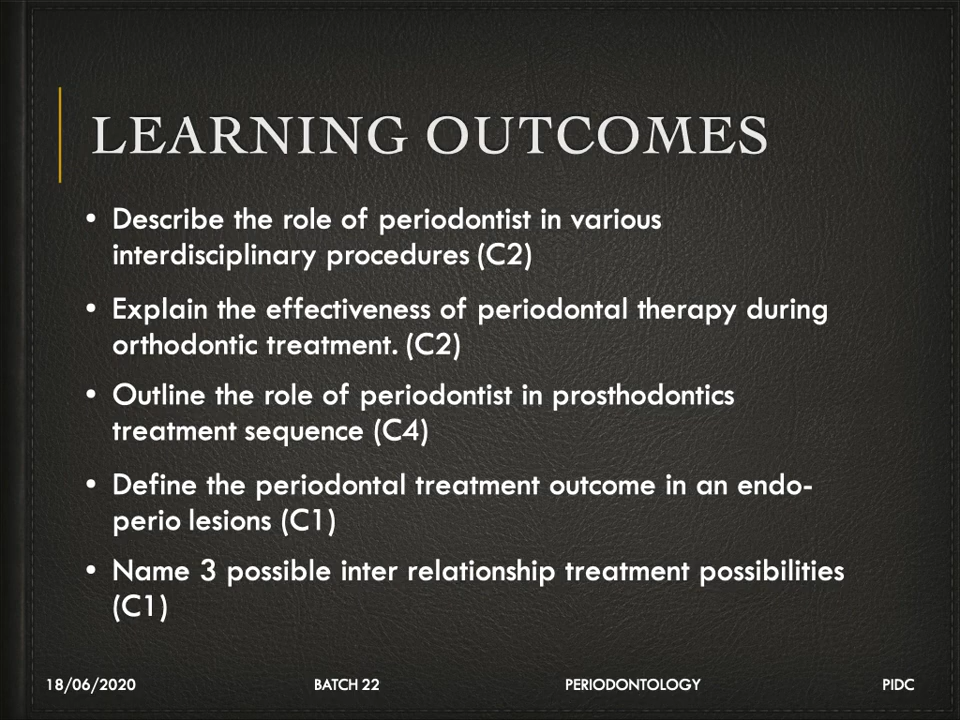 LEARNING OUTCOMES
• Describe the role of periodontist in various
interdisciplinary procedures (C2)
• Explain the effectiveness of periodontal therapy during
orthodontic treatment. (C2)
• Outline the role of periodontist in prosthodontics
treatment sequence (C4)
• Define the periodontal treatment outcome in an endo-
perio lesions (C1)
• Name 3 possible inter relationship treatment possibilities
(C1)
18/06/2020 BATCH 22 PERIODONTOLOGY PIDC